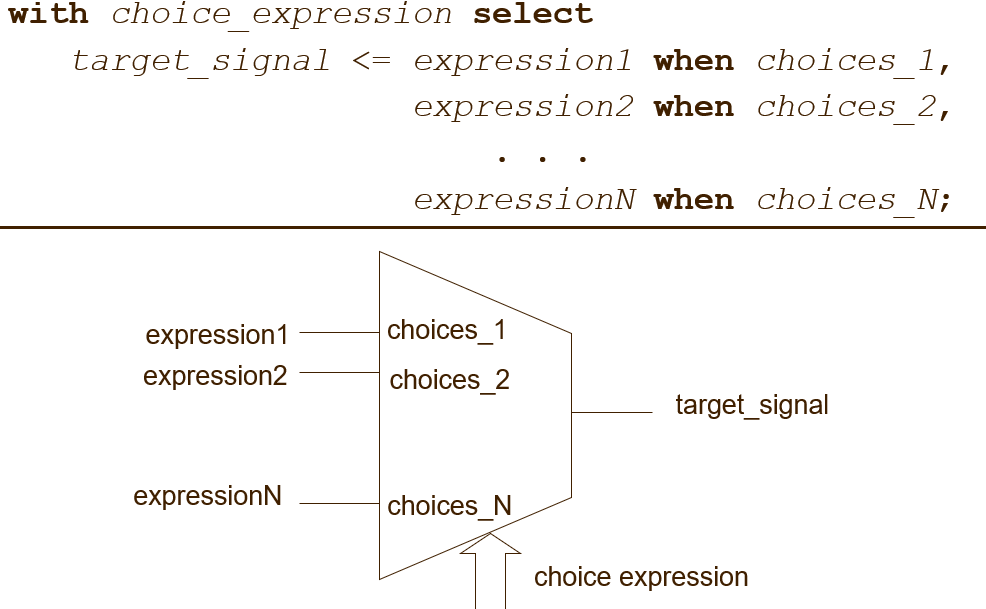 with choice_expression select
target_signal <= expression1 when choices_1,
expression2 when choices_2,
. . .
expressionN when choices_N;
expression1 choices_1
expression2 choices_2
target_signal
expressionN choices_N
choice expression